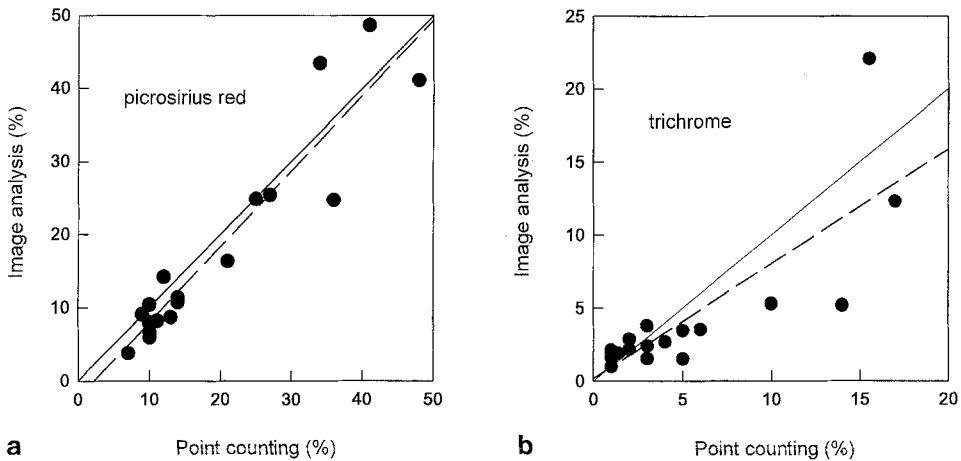 50
40
30
20
10
0
Image analysis (%)
picrosirius red
0 10 20 30 40 50
Point counting (%)
a
25
20
15
10
5
0
Image analysis (%)
trichrome
0 5 10 15 20
Point counting (%)
b